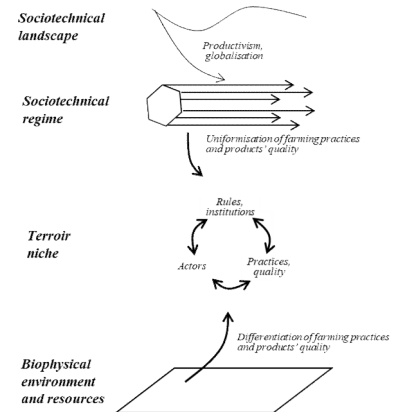 Sociotechnical
landscape
Productivism,
globalisation
Sociotechnical
regime
Uniformisation of farming practices
and products' quality
Terroir
niche
Rules,
institutions
Actors
Practices,
quality
Differentiation of farming practices
and products' quality
Biophysical
environment
and resources